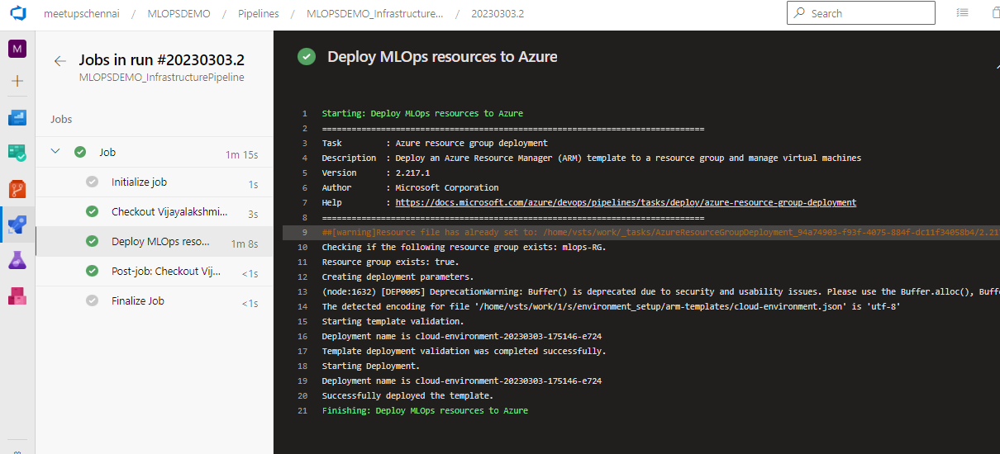 meetupschennai / MLOPSDEMO / Pipelines / MLOPSDEMO_Infrastructure... / 20230303.2
Search
M
Jobs in run #20230303.2
MLOPSDEMO_InfrastructurePipeline
Jobs
Job 1m 15s
Initialize job 1s
Checkout Vijayalakshmi... 3s
Deploy MLOps reso... 1m 8s
Post-job: Checkout Vij... <1s
Finalize Job <1s
Deploy MLOps resources to Azure
1 Starting: Deploy MLOps resources to Azure
2 ==============================================================================
3 Task : Azure resource group deployment
4 Description : Deploy an Azure Resource Manager (ARM) template to a resource group and manage virtual machines
5 Version : 2.217.1
6 Author : Microsoft Corporation
7 Help : https://docs.microsoft.com/azure/devops/pipelines/tasks/deploy/azure-resource-group-deployment
8 ==============================================================================
9 ##[warning]Resource file has already set to: /home/vsts/work/_tasks/AzureResourceGroupDeployment_94a74903-f93f-4075-884f-dc11f34058b4/2.21
10 Checking if the following resource group exists: mlops-RG.
11 Resource group exists: true.
12 Creating deployment parameters.
13 (node:1632) [DEP0005] DeprecationWarning: Buffer() is deprecated due to security and usability issues. Please use the Buffer.alloc(), Buff
14 The detected encoding for file '/home/vsts/work/1/s/environment_setup/arm-templates/cloud-environment.json' is 'utf-8'
15 Starting template validation.
16 Deployment name is cloud-environment-20230303-175146-e724
17 Template deployment validation was completed successfully.
18 Starting Deployment.
19 Deployment name is cloud-environment-20230303-175146-e724
20 Successfully deployed the template.
21 Finishing: Deploy MLOps resources to Azure